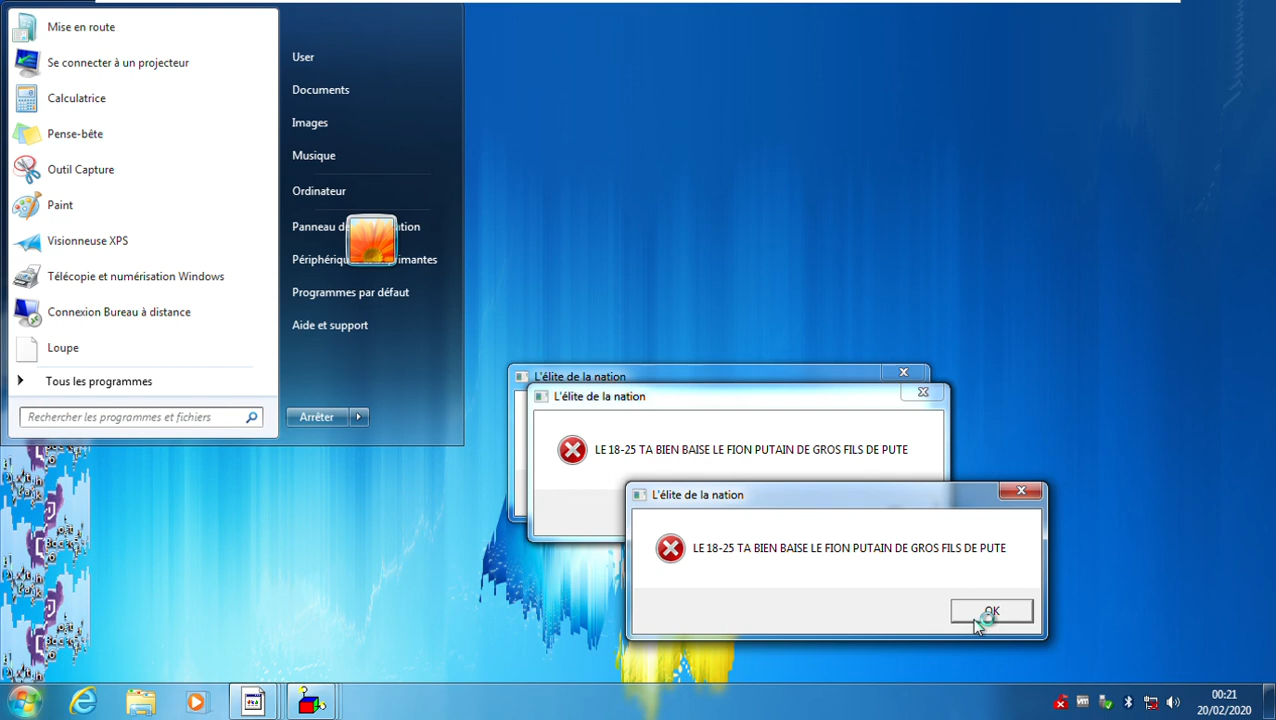 Mise en route
Se connecter à un projecteur
Calculatrice
Pense-bête
Outil Capture
Paint
Visionneuse XPS
Télécopie et numérisation Windows
Connexion Bureau à distance
Loupe
Tous les programmes
Rechercher les programmes et fichiers
User
Documents
Images
Musique
Ordinateur
Panneau de
Périphériq
primantes
Programmes par défaut
Aide et support
Arrêter
L'élite de la nation
L'élite de la nation
LE 18-25 TA BIEN BAISE LE FION PUTAIN DE GROS FILS DE PUTE
L'élite de la nation
LE 18-25 TA BIEN BAISE LE FION PUTAIN DE GROS FILS DE PUTE
OK
00:21
20/02/2020